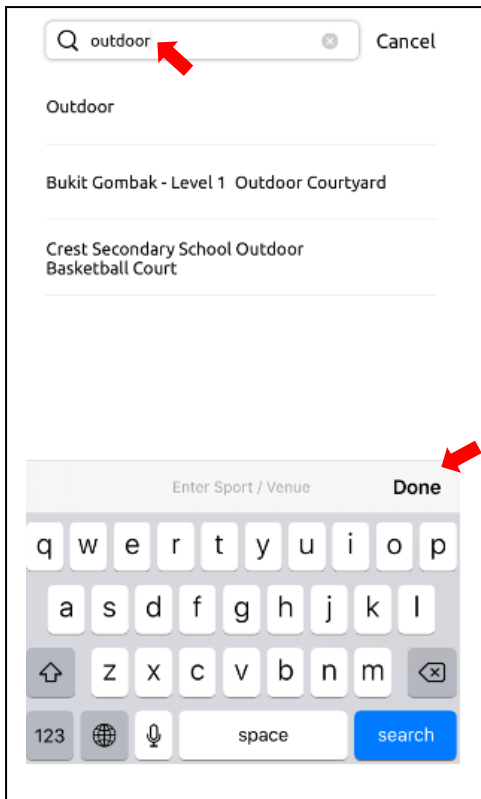 outdoor Cancel
Outdoor
Bukit Gombak - Level 1 Outdoor Courtyard
Crest Secondary School Outdoor
Basketball Court
Enter Sport / Venue Done
q w e r t y u i o p
a s d f g h j k l
z x c v b n m
123 space search